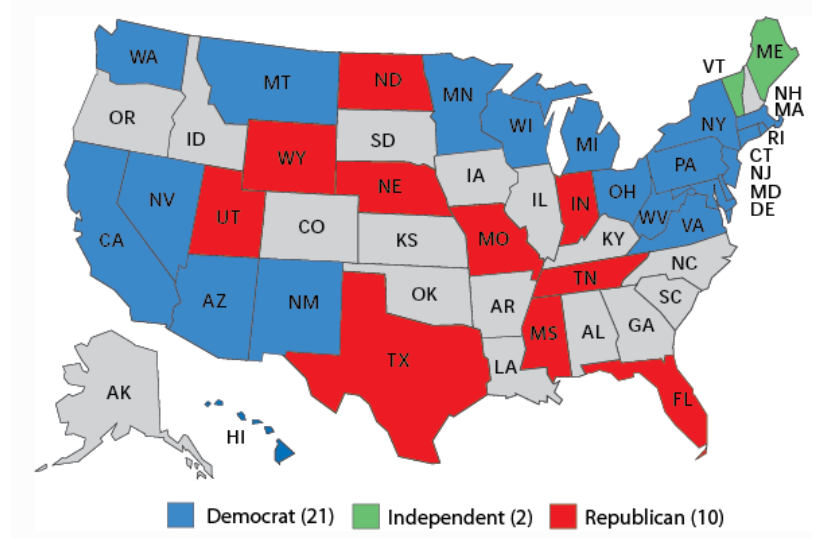 WA
MT
ND
MN
ME
VT
NH
MA
OR
ID
WY
SD
WI
MI
NY
RI
CT
NJ
MD
DE
NV
UT
NE
IA
IL
IN
OH
PA
WV
VA
CA
CO
KS
MO
KY
NC
AZ
NM
OK
AR
TN
SC
TX
LA
MS
AL
GA
FL
AK
HI
Democrat (21) Independent (2) Republican (10)